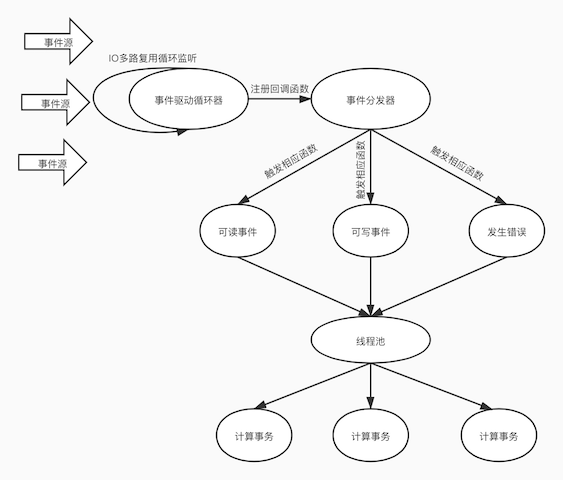 事件源
IO多路复用循环监听
事件源
事件驱动循环器
注册回调函数
事件分发器
事件源
触发相应函数
触发相应函数
触发相应函数
可读事件
可写事件
发生错误
线程池
计算事务
计算事务
计算事务